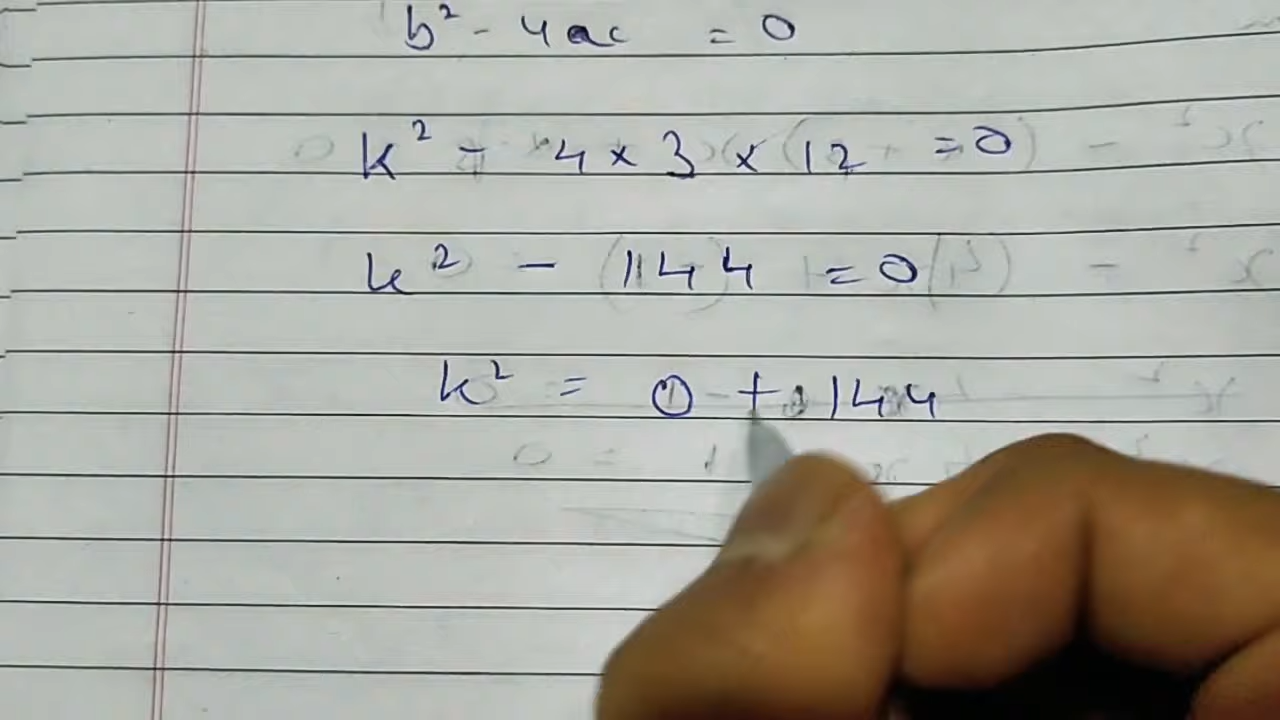 b² - 4ac = 0
k² - 4 × 3 × 12 = 0
k² - 144 = 0
k² = 0 + 144